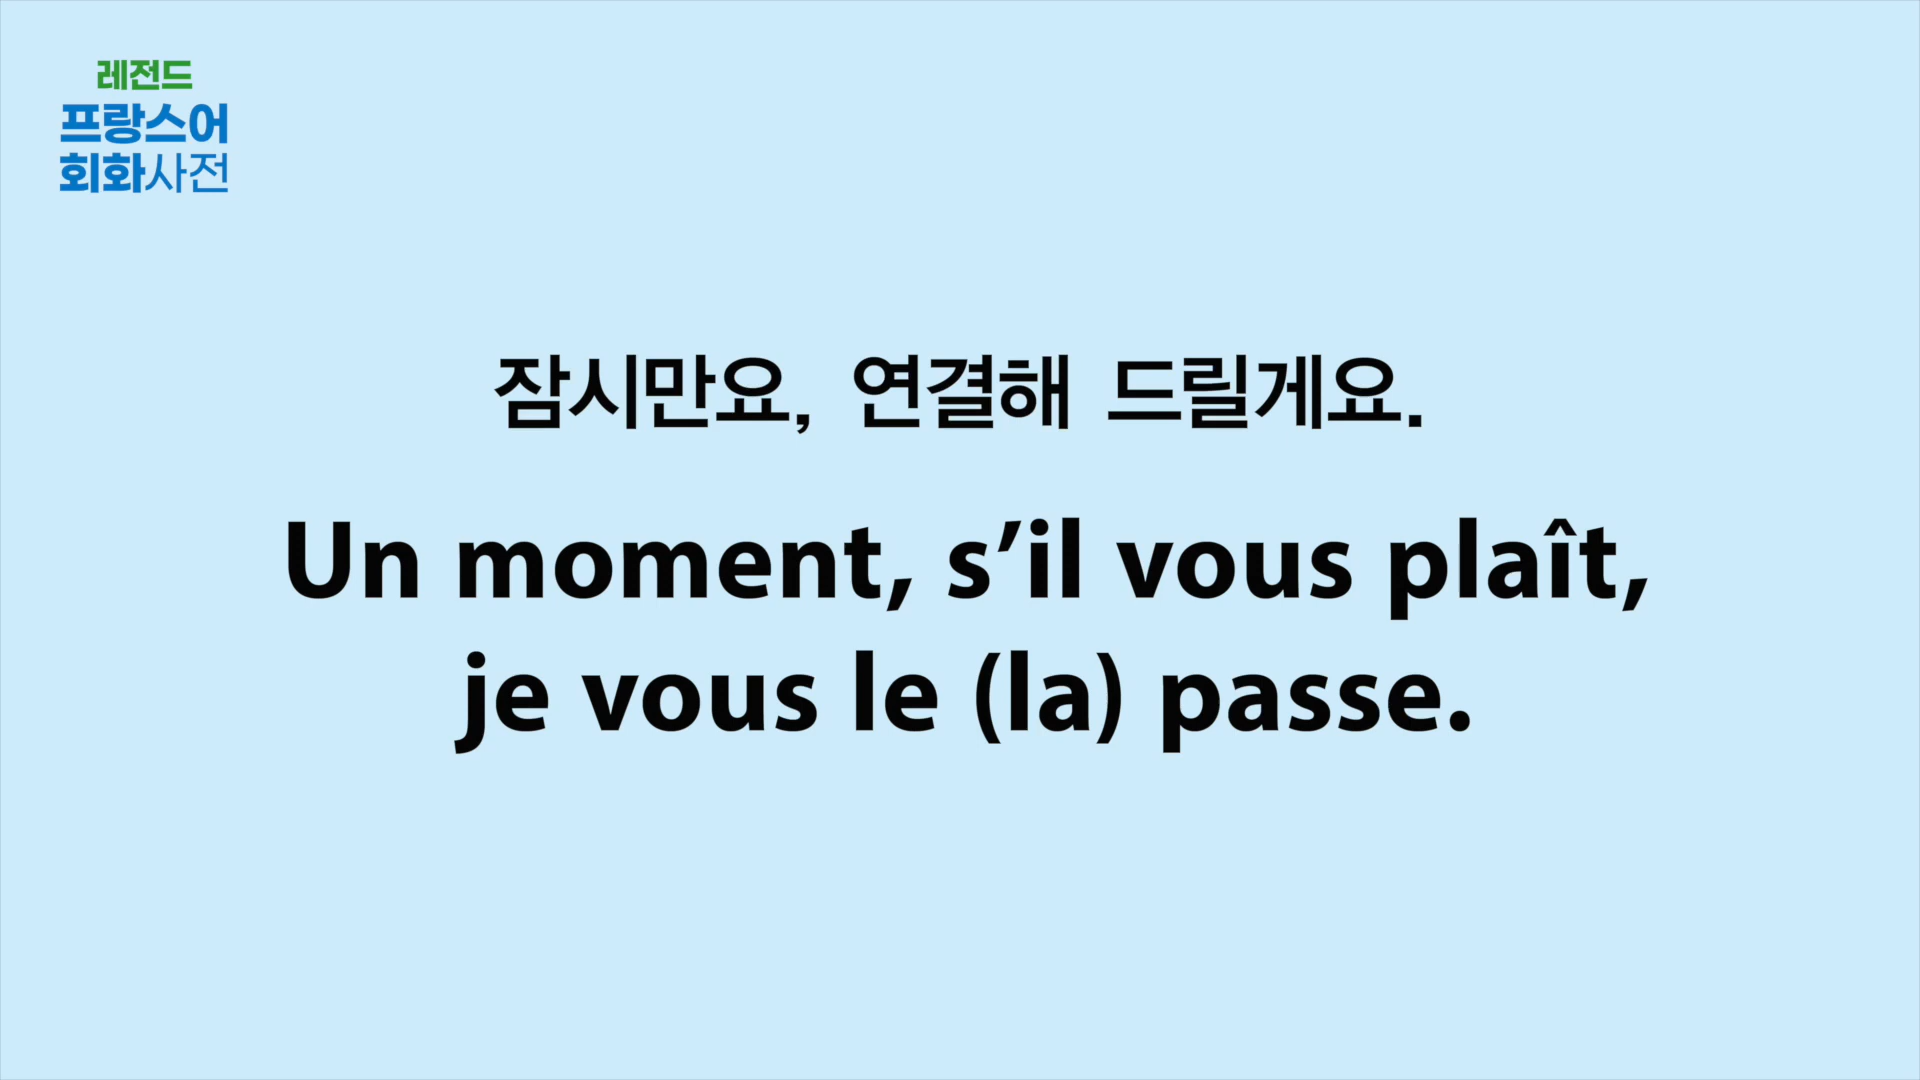 레전드
프랑스어
회화사전
잠시만요, 연결해 드릴게요.
Un moment, s’il vous plaît,
je vous le (la) passe.